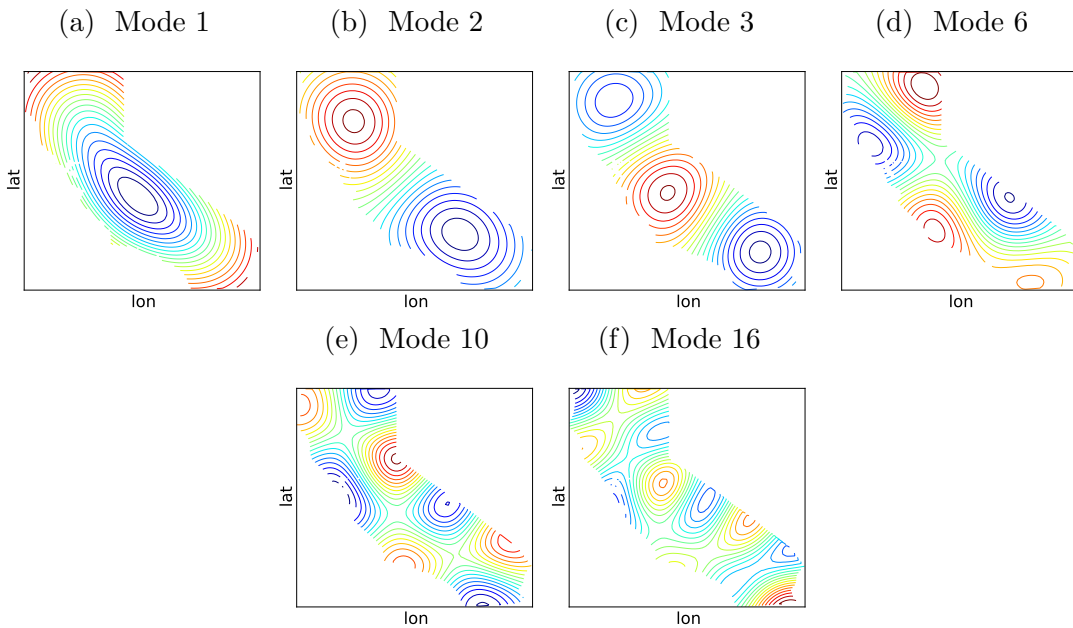 (a) Mode 1
(b) Mode 2
(c) Mode 3
(d) Mode 6
lat
lon
lat
lon
lat
lon
lat
lon
(e) Mode 10
(f) Mode 16
lat
lon
lat
lon